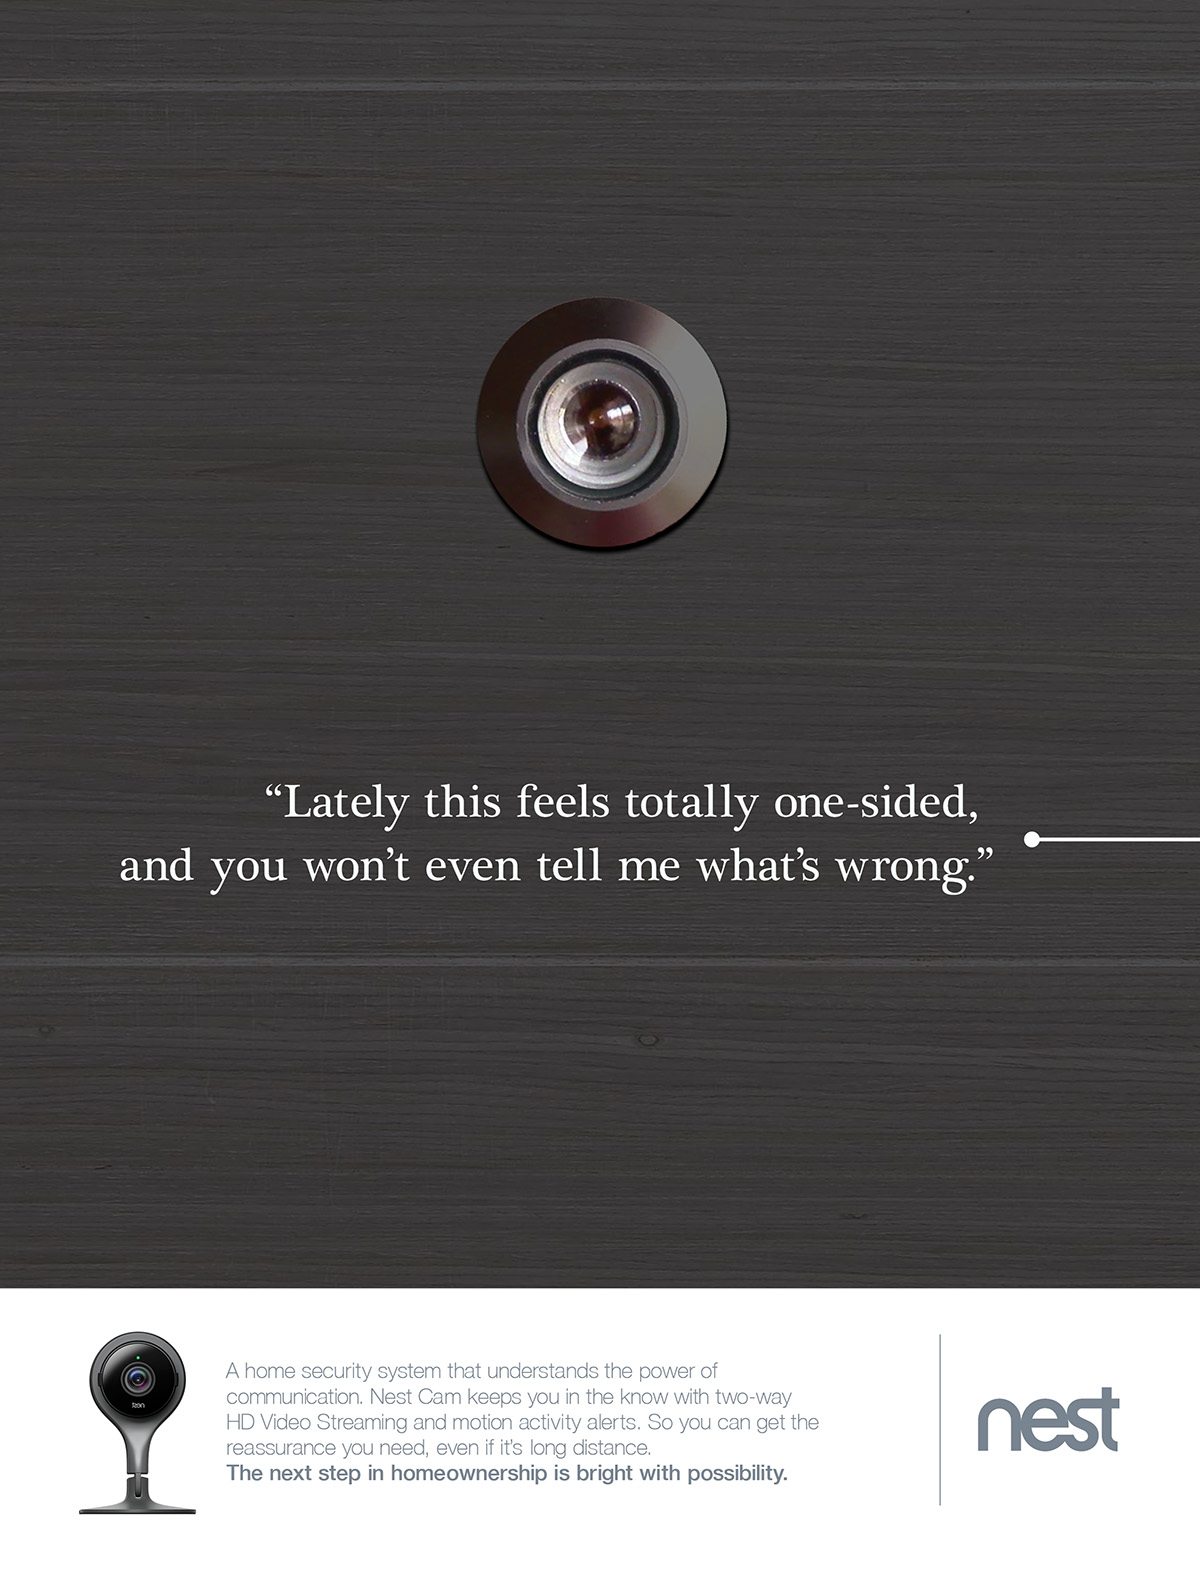 “Lately this feels totally one-sided,
and you won’t even tell me what’s wrong.”
A home security system that understands the power of
communication. Nest Cam keeps you in the know with two-way
HD Video Streaming and motion activity alerts. So you can get the
reassurance you need, even if it’s long distance.
The next step in homeownership is bright with possibility.
nest